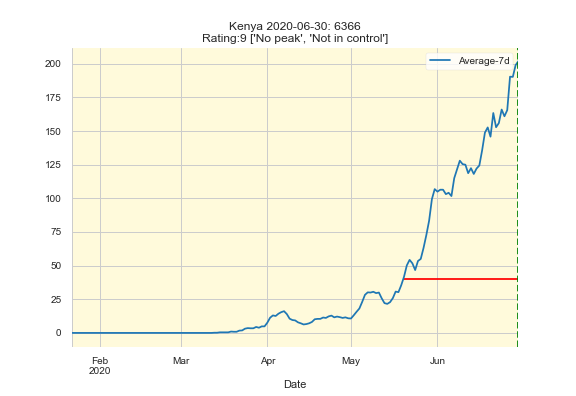 Kenya 2020-06-30: 6366
Rating:9 ['No peak', 'Not in control']
Average-7d
200
175
150
125
100
75
50
25
0
Feb
2020
Mar
Apr
May
Jun
Date